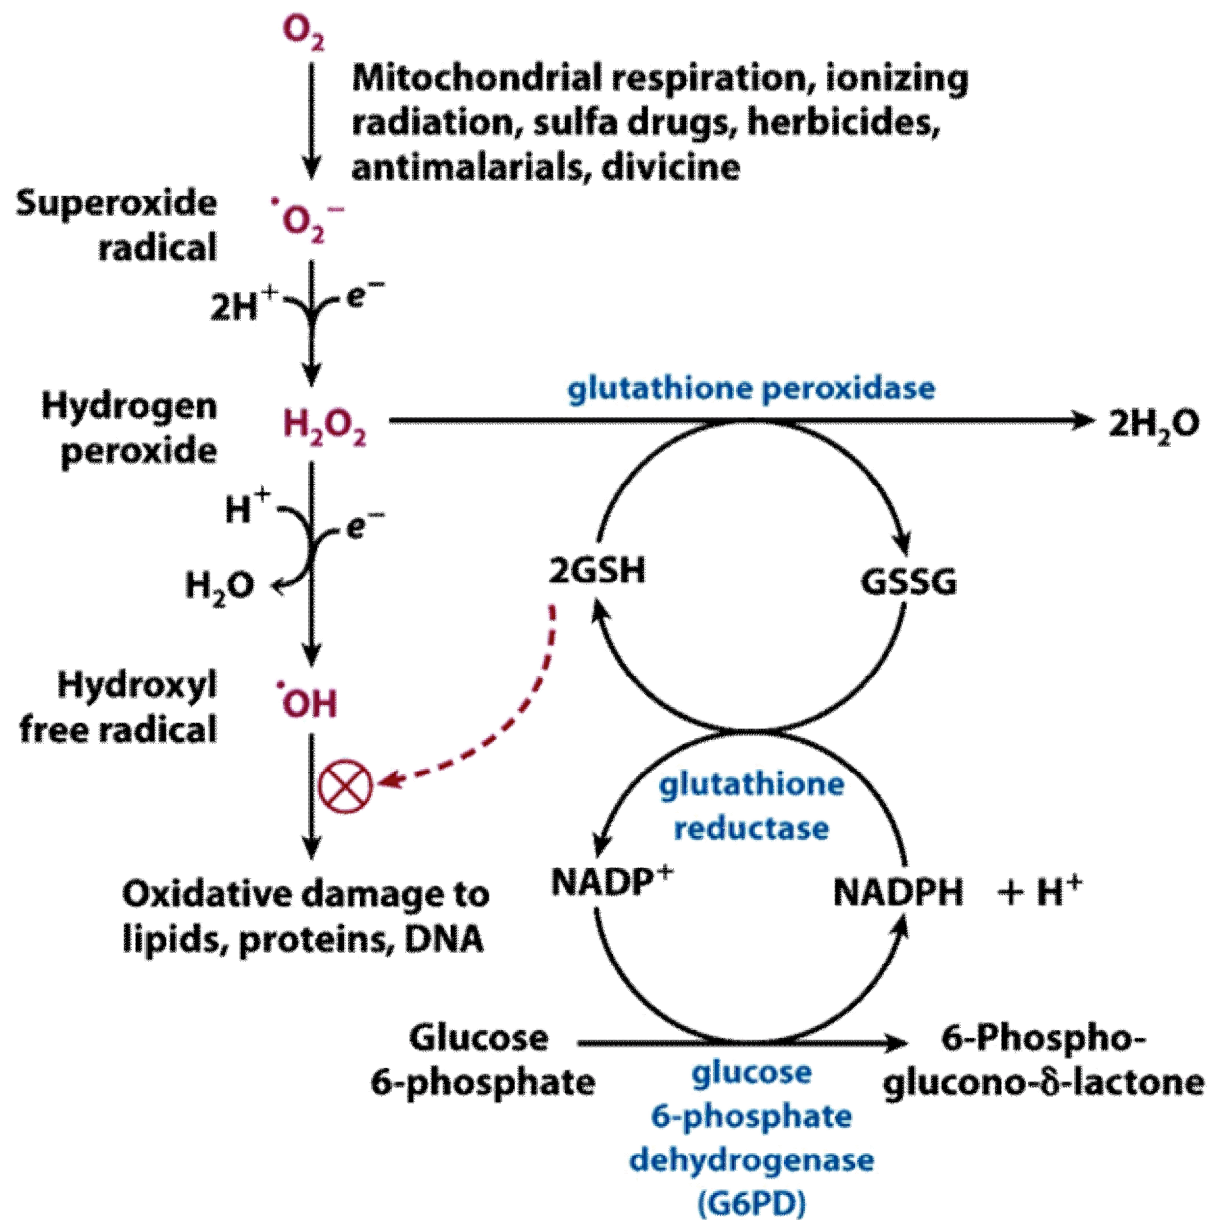 O₂
Mitochondrial respiration, ionizing
radiation, sulfa drugs, herbicides,
antimalarials, divicine
Superoxide
radical
·O₂⁻
2H⁺
e⁻
Hydrogen
peroxide
H₂O₂
glutathione peroxidase
2H₂O
H⁺
e⁻
H₂O
2GSH
GSSG
Hydroxyl
free radical
·OH
glutathione
reductase
Oxidative damage to
lipids, proteins, DNA
NADP⁺
NADPH + H⁺
Glucose
6-phosphate
6-Phospho-
glucono-δ-lactone
glucose
6-phosphate
dehydrogenase
(G6PD)